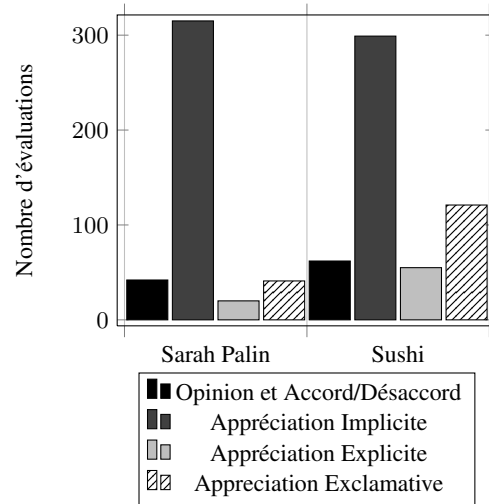 300
200
100
0
Nombre d'évaluations
Sarah Palin
Sushi
Opinion et Accord/Désaccord
Appréciation Implicite
Appréciation Explicite
Appreciation Exclamative